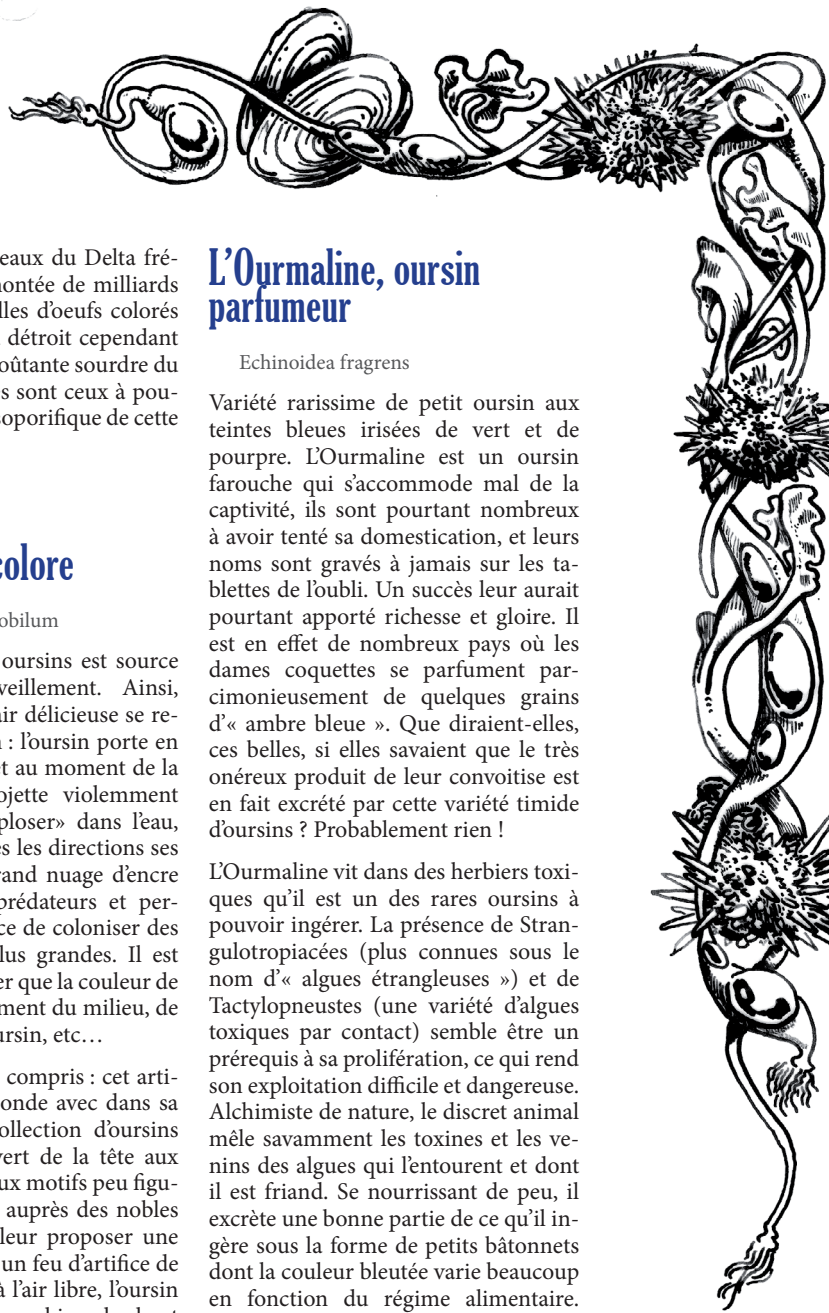 eaux du Delta fré-
ontée de milliards
lles d'oeufs colorés
détroit cependant
oûtante sourdre du
s sont ceux à pou-
soporifique de cette
colore
obilum
oursins est source
veillement. Ainsi,
air délicieuse se re-
: l'oursin porte en
et au moment de la
ojette violemment
ploser» dans l'eau,
es les directions ses
rand nuage d'encre
prédateurs et per-
ce de coloniser des
lus grandes. Il est
er que la couleur de
ment du milieu, de
ursin, etc…
compris : cet arti-
onde avec dans sa
ollection d'oursins
vert de la tête aux
ux motifs peu figu-
auprès des nobles
leur proposer une
un feu d'artifice de
à l'air libre, l'oursin
L'Ourmaline, oursin
parfumeur
Echinoidea fragrens
Variété rarissime de petit oursin aux
teintes bleues irisées de vert et de
pourpre. L'Ourmaline est un oursin
farouche qui s'accommode mal de la
captivité, ils sont pourtant nombreux
à avoir tenté sa domestication, et leurs
noms sont gravés à jamais sur les ta-
blettes de l'oubli. Un succès leur aurait
pourtant apporté richesse et gloire. Il
est en effet de nombreux pays où les
dames coquettes se parfument par-
cimonieusement de quelques grains
d'« ambre bleue ». Que diraient-elles,
ces belles, si elles savaient que le très
onéreux produit de leur convoitise est
en fait excrété par cette variété timide
d'oursins ? Probablement rien !
L'Ourmaline vit dans des herbiers toxi-
ques qu'il est un des rares oursins à
pouvoir ingérer. La présence de Stran-
gulotropiacées (plus connues sous le
nom d'« algues étrangleuses ») et de
Tactylopneustes (une variété d'algues
toxiques par contact) semble être un
prérequis à sa prolifération, ce qui rend
son exploitation difficile et dangereuse.
Alchimiste de nature, le discret animal
mêle savamment les toxines et les ve-
nins des algues qui l'entourent et dont
il est friand. Se nourrissant de peu, il
excrète une bonne partie de ce qu'il in-
gère sous la forme de petits bâtonnets
dont la couleur bleutée varie beaucoup
en fonction du régime alimentaire.